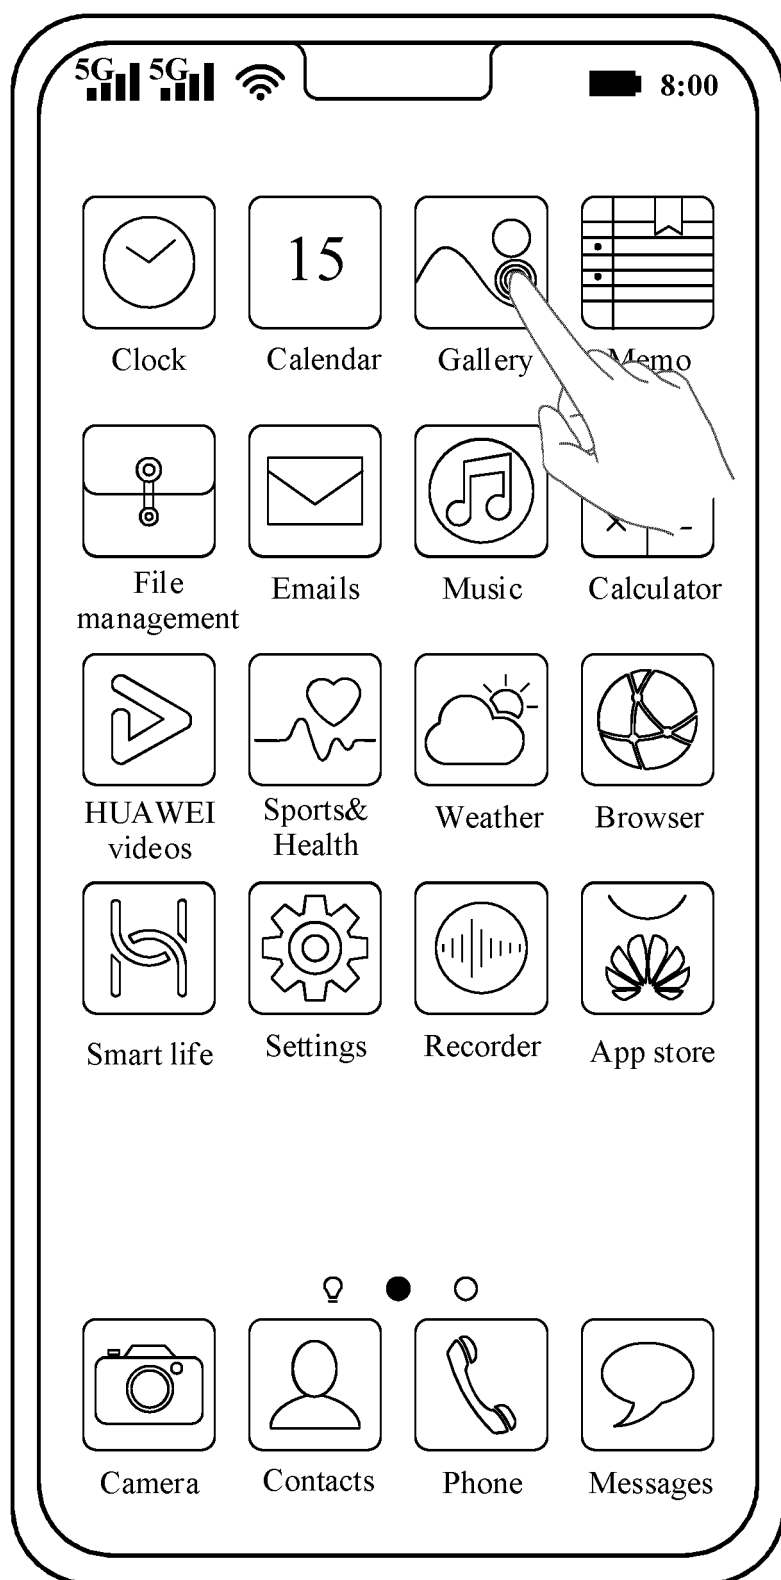 5G 5G 8:00
15
Clock Calendar Gallery Memo
× -
File management Emails Music Calculator
HUAWEI videos Sports& Health Weather Browser
Smart life Settings Recorder App store
Camera Contacts Phone Messages